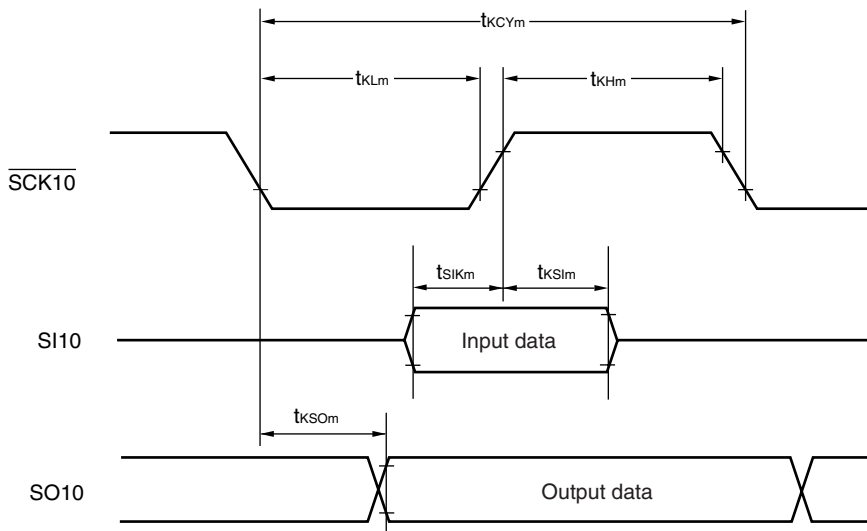 tKCYm
tKLm
tKHm
SCK10
tSIKm
tKSIm
SI10
Input data
tKSOm
SO10
Output data